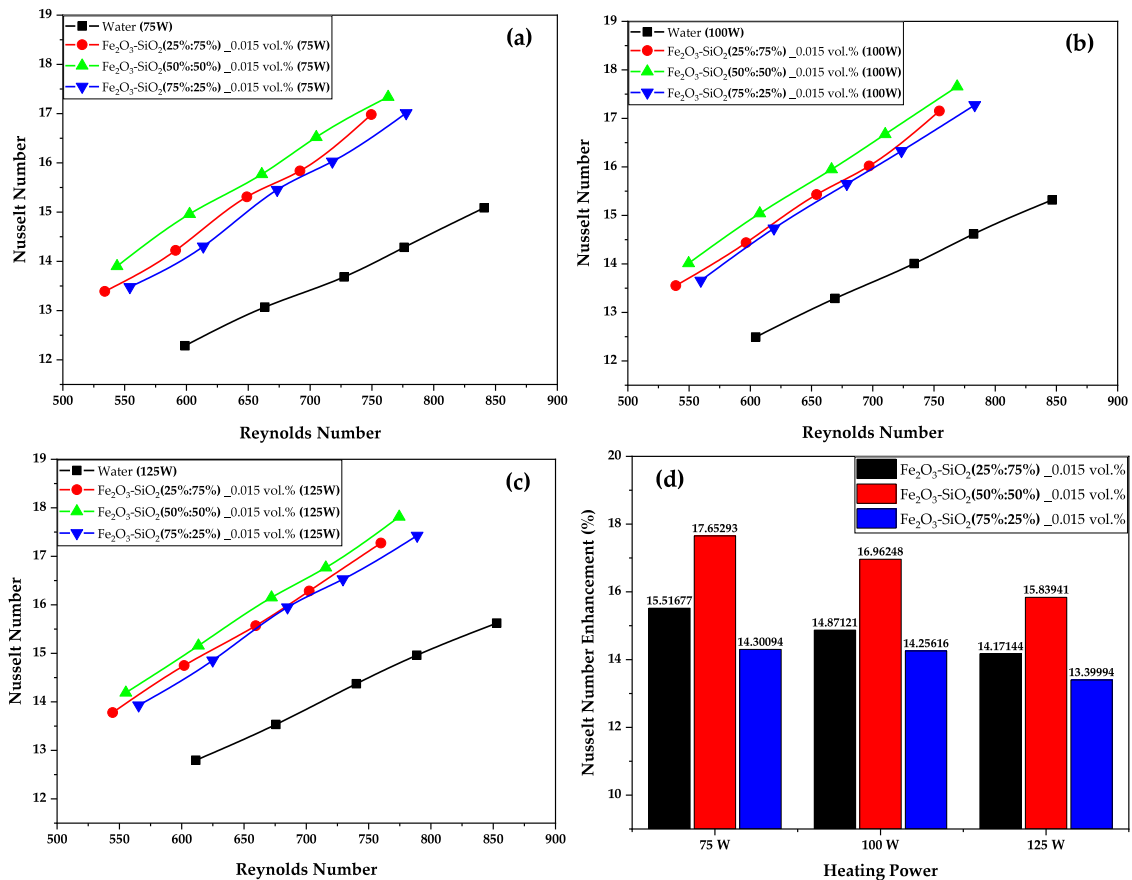 (a)
Water (75W)
Fe₂O₃-SiO₂(25%:75%) _0.015 vol.% (75W)
Fe₂O₃-SiO₂(50%:50%) _0.015 vol.% (75W)
Fe₂O₃-SiO₂(75%:25%) _0.015 vol.% (75W)
Nusselt Number
19
18
17
16
15
14
13
12
500 550 600 650 700 750 800 850 900
Reynolds Number
(b)
Water (100W)
Fe₂O₃-SiO₂(25%:75%) _0.015 vol.% (100W)
Fe₂O₃-SiO₂(50%:50%) _0.015 vol.% (100W)
Fe₂O₃-SiO₂(75%:25%) _0.015 vol.% (100W)
Nusselt Number
19
18
17
16
15
14
13
12
500 550 600 650 700 750 800 850 900
Reynolds Number
(c)
Water (125W)
Fe₂O₃-SiO₂(25%:75%) _0.015 vol.% (125W)
Fe₂O₃-SiO₂(50%:50%) _0.015 vol.% (125W)
Fe₂O₃-SiO₂(75%:25%) _0.015 vol.% (125W)
Nusselt Number
19
18
17
16
15
14
13
12
500 550 600 650 700 750 800 850 900
Reynolds Number
(d)
Fe₂O₃-SiO₂(25%:75%) _0.015 vol.%
Fe₂O₃-SiO₂(50%:50%) _0.015 vol.%
Fe₂O₃-SiO₂(75%:25%) _0.015 vol.%
Nusselt Number Enhancement (%)
20
18
16
14
12
10
15.51677 17.65293 14.30094
14.87121 16.96248 14.25616
14.17144 15.83941 13.39994
75 W 100 W 125 W
Heating Power